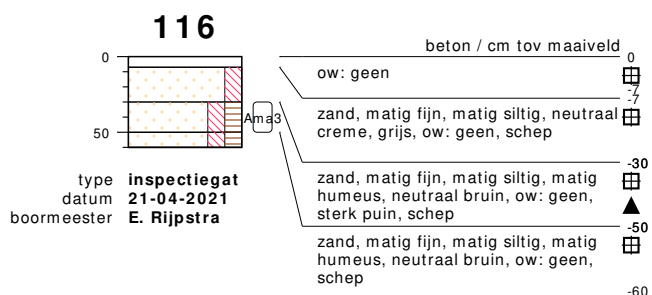 116
beton / cm tov maaiveld
0
0
ow: geen
-7
-7
zand, matig fijn, matig siltig, neutraal
creme, grijs, ow: geen, schep
Ama3
50
-30
zand, matig fijn, matig siltig, matig
humeus, neutraal bruin, ow: geen,
sterk puin, schep
type inspectiegat
datum 21-04-2021
boormeester E. Rijpstra
-50
zand, matig fijn, matig siltig, matig
humeus, neutraal bruin, ow: geen,
schep
-60